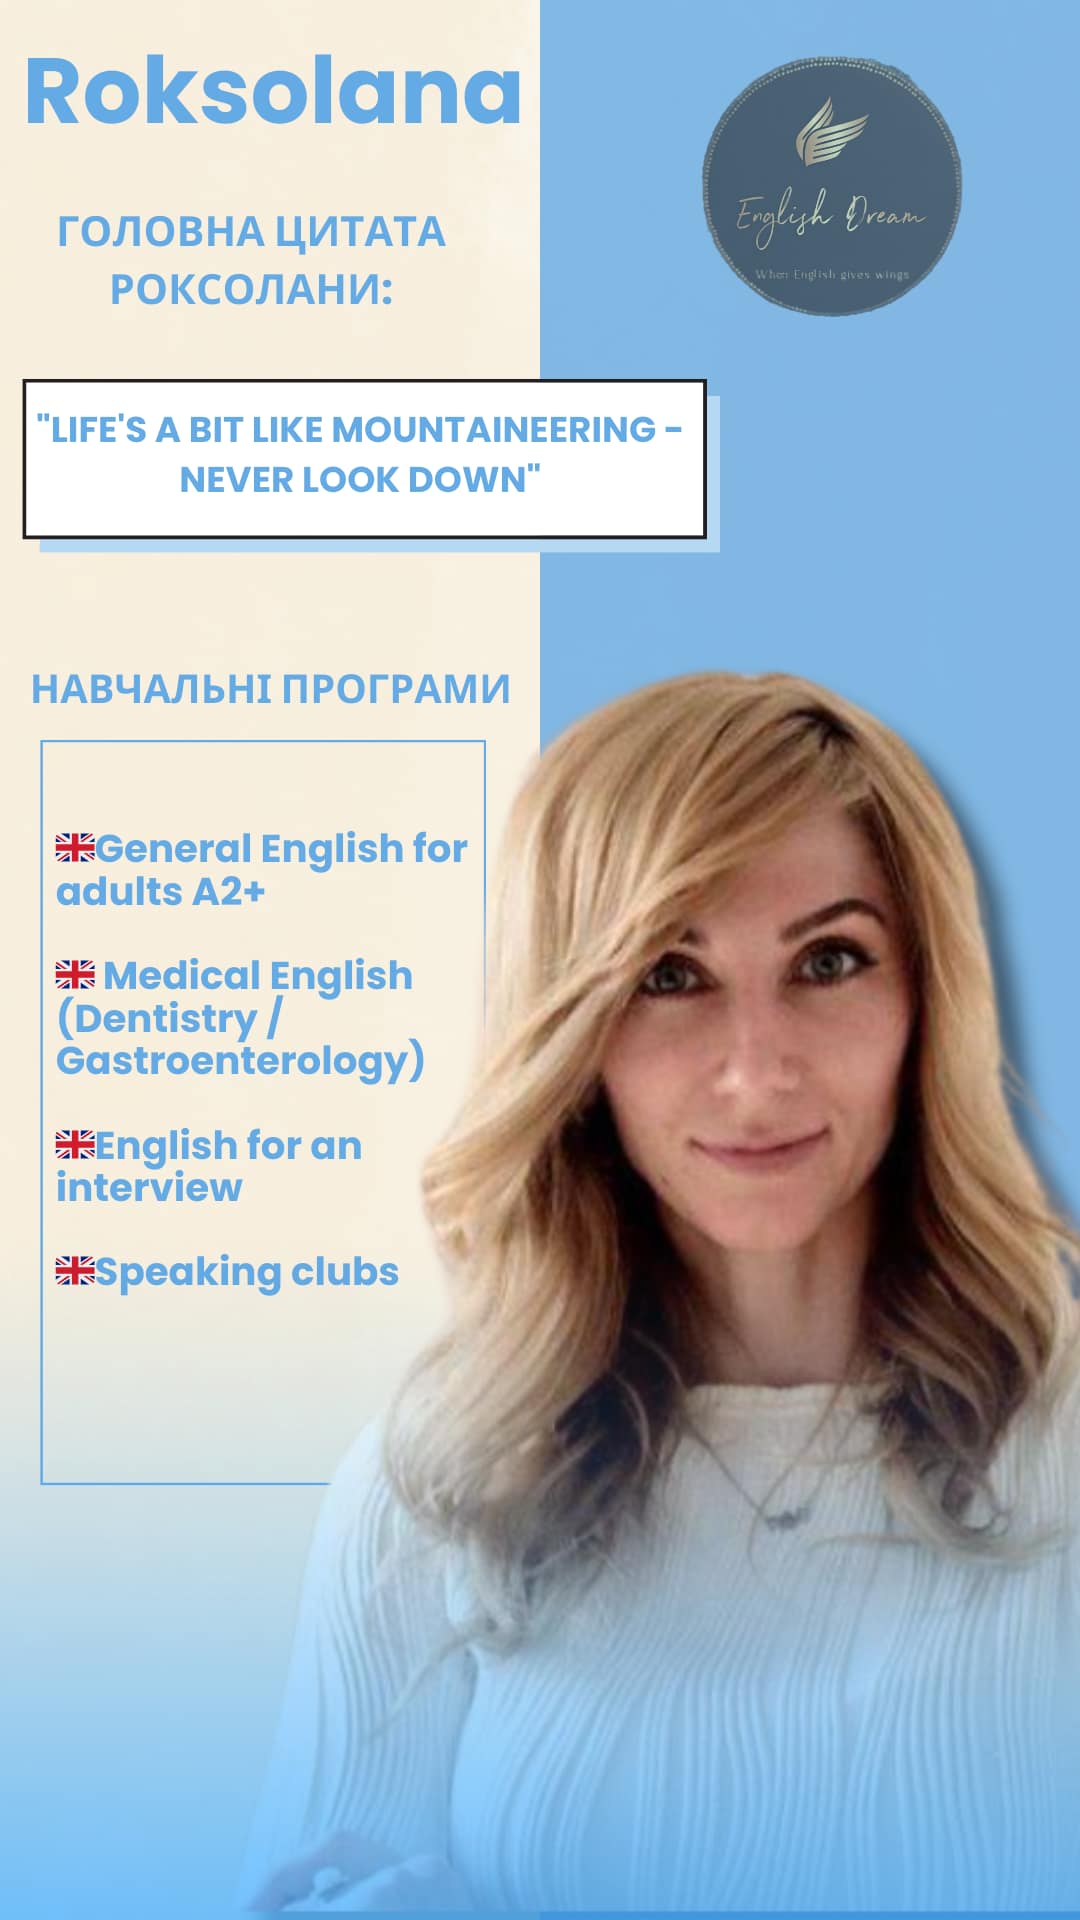 Roksolana
English Dream
When English gives wings
ГОЛОВНА ЦИТАТА
РОКСОЛАНИ:
"LIFE'S A BIT LIKE MOUNTAINEERING -
NEVER LOOK DOWN"
НАВЧАЛЬНІ ПРОГРАМИ
🇬🇧General English for
adults A2+
🇬🇧 Medical English
(Dentistry /
Gastroenterology)
🇬🇧English for an
interview
🇬🇧Speaking clubs